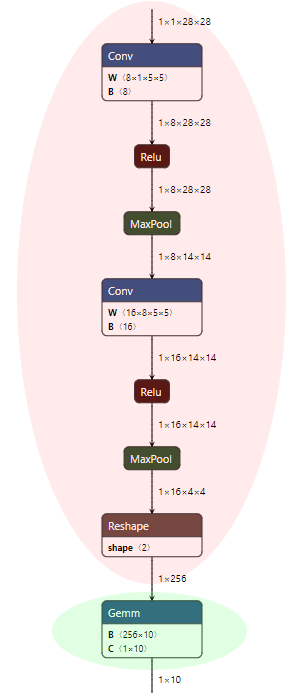 1×1×28×28
Conv
W ⟨8×1×5×5⟩
B ⟨8⟩
1×8×28×28
Relu
1×8×28×28
MaxPool
1×8×14×14
Conv
W ⟨16×8×5×5⟩
B ⟨16⟩
1×16×14×14
Relu
1×16×14×14
MaxPool
1×16×4×4
Reshape
shape ⟨2⟩
1×256
Gemm
B ⟨256×10⟩
C ⟨1×10⟩
1×10